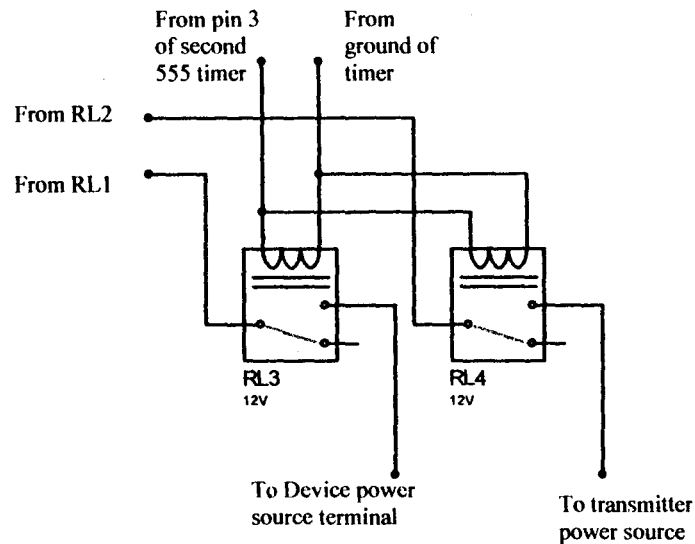 From pin 3
of second
555 timer
From
ground of
timer
From RL2
From RL1
RL3
12V
RL4
12V
To Device power
source terminal
To transmitter
power source